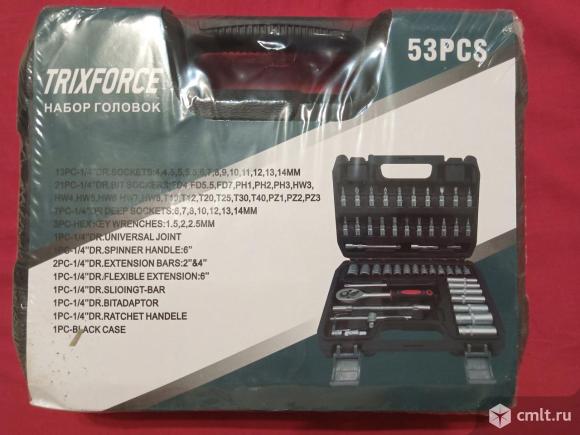 TRIXFORCE
НАБОР ГОЛОВОК
53PCS
13PC-1/4"DR.SOCKETS:4,4.5,5,5.5,6,7,8,9,10,11,12,13,14MM
21PC-1/4"DR.BIT SOCKERS:FD4 FD5.5,FD7,PH1,PH2,PH3,HW3,
HW4,HW5,HW6 HW7,HW8,T10,T12,T20,T25,T30,T40,PZ1,PZ2,PZ3
7PC-1/4"DR DEEP SOCKETS:6,7,8,10,12,13,14MM
3PC-HEX KEY WRENCHES:1.5,2,2.5MM
1PC-1/4"DR.UNIVERSAL JOINT
1PC-1/4"DR.SPINNER HANDLE:6"
2PC-1/4"DR.EXTENSION BARS:2"&4"
1PC-1/4"DR.FLEXIBLE EXTENSION:6"
1PC-1/4"DR.SLIOINGT-BAR
1PC-1/4"DR.BITADAPTOR
1PC-1/4"DR.RATCHET HANDELE
1PC-BLACK CASE
cmlt.ru